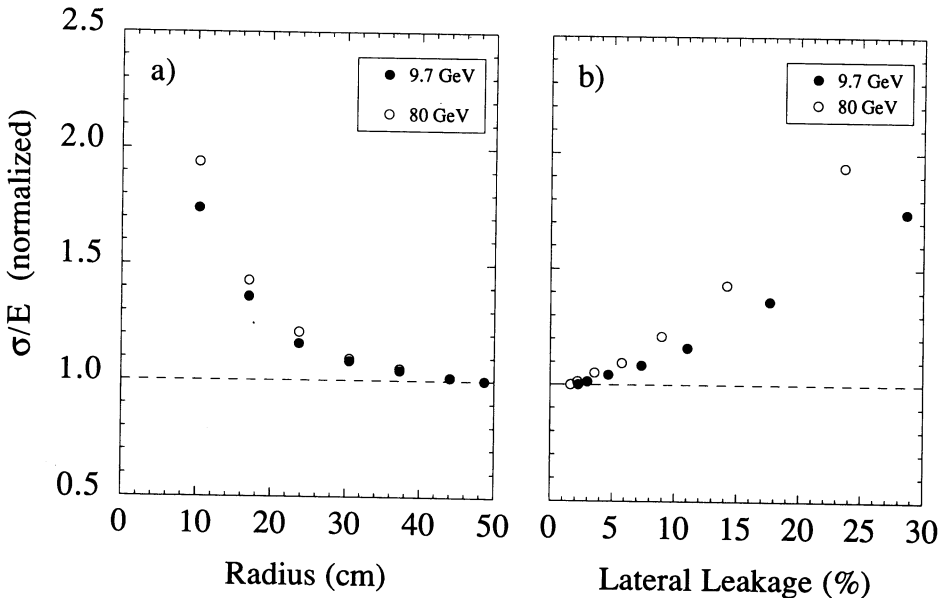 a)
9.7 GeV
80 GeV
b)
9.7 GeV
80 GeV
2.5
2.0
1.5
1.0
0.5
σ/E (normalized)
0 10 20 30 40 50
Radius (cm)
0 5 10 15 20 25 30
Lateral Leakage (%)